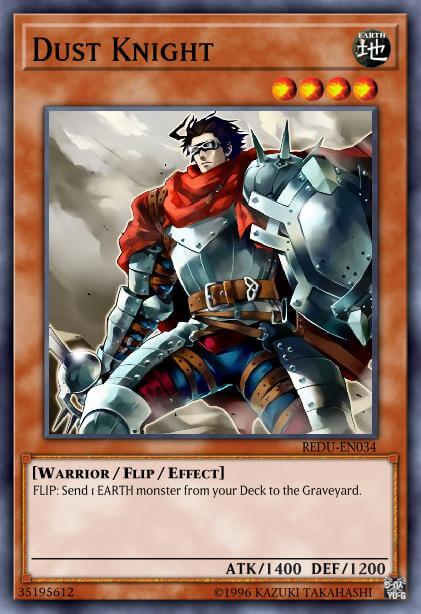 Dust Knight
EARTH
地
REDU-EN034
[Warrior / Flip / Effect]
FLIP: Send 1 EARTH monster from your Deck to the Graveyard.
ATK/1400 DEF/1200
35195612
©1996 KAZUKI TAKAHASHI